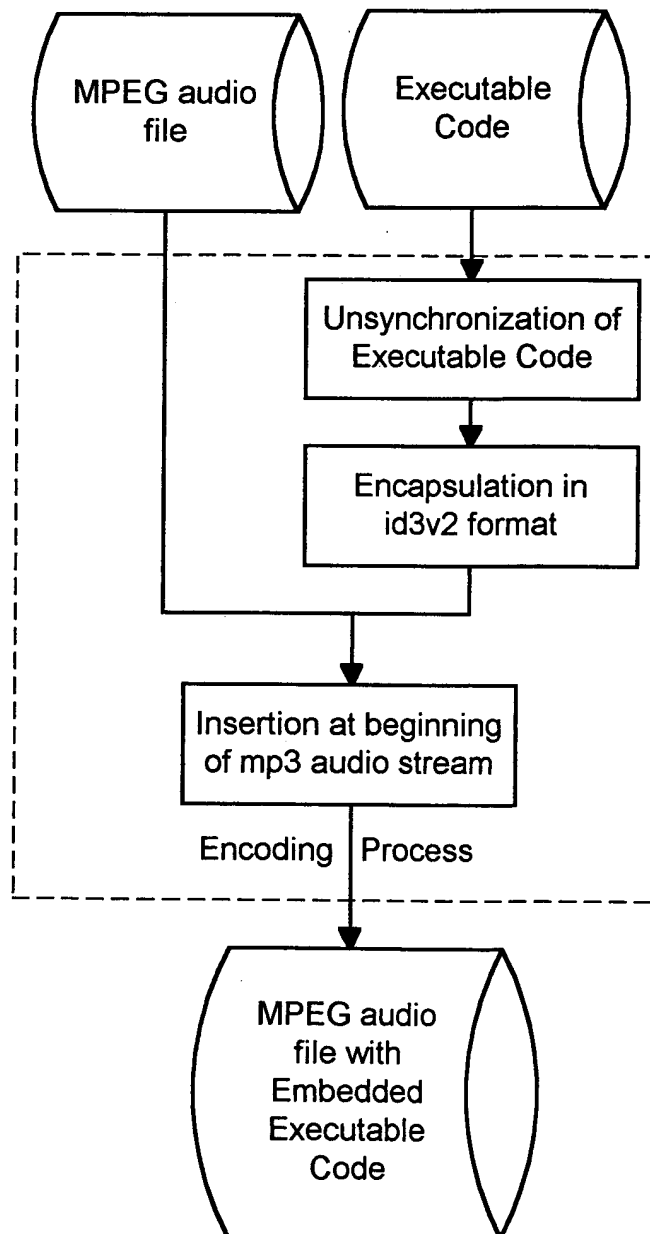 MPEG audio
file
Executable
Code
Unsynchronization of
Executable Code
Encapsulation in
id3v2 format
Insertion at beginning
of mp3 audio stream
Encoding Process
MPEG audio
file with
Embedded
Executable
Code